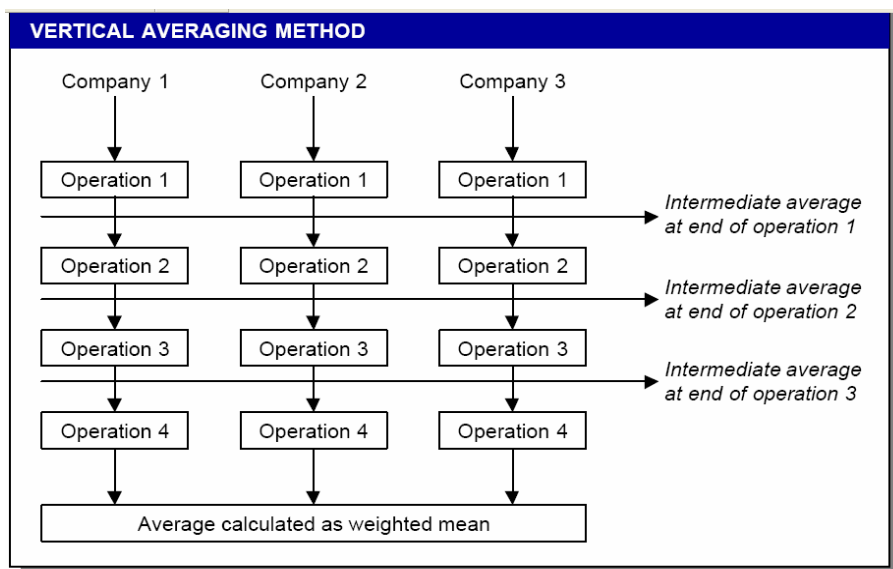 VERTICAL AVERAGING METHOD
Company 1
Company 2
Company 3
Operation 1
Operation 1
Operation 1
Intermediate average
at end of operation 1
Operation 2
Operation 2
Operation 2
Intermediate average
at end of operation 2
Operation 3
Operation 3
Operation 3
Intermediate average
at end of operation 3
Operation 4
Operation 4
Operation 4
Average calculated as weighted mean